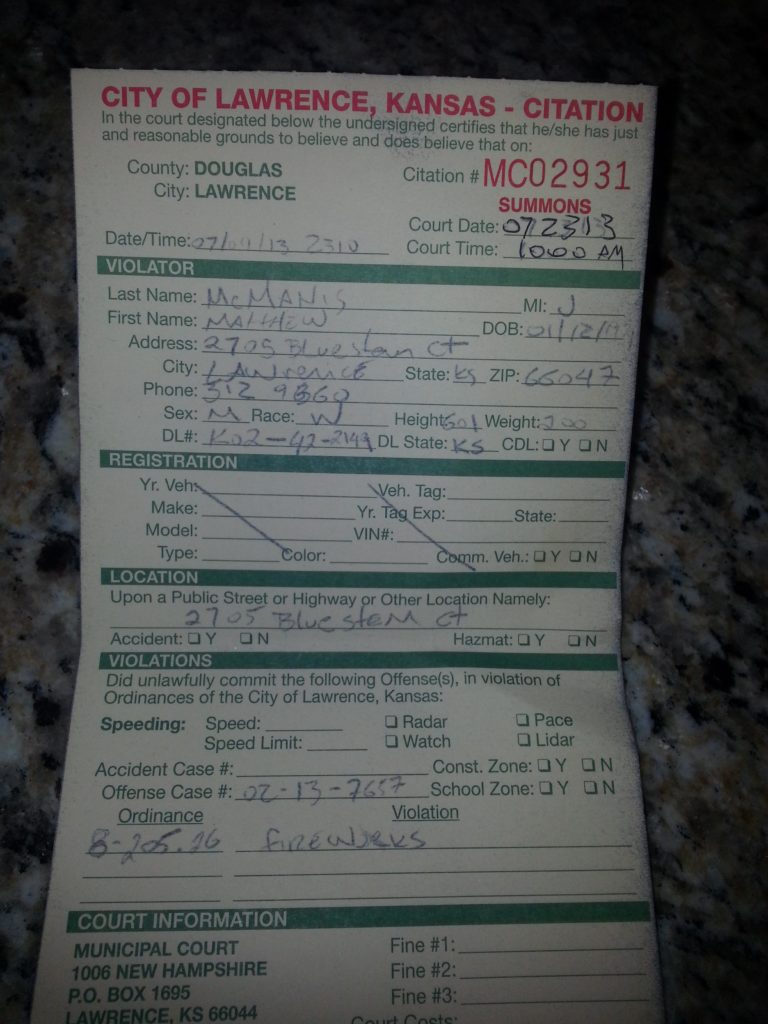 CITY OF LAWRENCE, KANSAS - CITATION
In the court designated below the undersigned certifies that he/she has just
and reasonable grounds to believe and does believe that on:
County: DOUGLAS Citation # MC02931
City: LAWRENCE SUMMONS
Court Date: 072313
Date/Time: 2310 Court Time: 1000 AM
VIOLATOR
Last Name: McMANIS MI: J
First Name: MATTHEW DOB:
Address: 2705 Bluestem Ct
City: LAWrence State: KS ZIP: 66047
Phone: 312
Sex: M Race: W Height: 601 Weight: 200
DL#: DL State: KS CDL: Y N
REGISTRATION
Yr. Veh: Veh. Tag:
Make: Yr. Tag Exp: State:
Model: VIN#:
Type: Color: Comm. Veh.: Y N
LOCATION
Upon a Public Street or Highway or Other Location Namely:
2705 Bluestem Ct
Accident: Y N Hazmat: Y N
VIOLATIONS
Did unlawfully commit the following Offense(s), in violation of
Ordinances of the City of Lawrence, Kansas:
Speeding: Speed: Radar Pace
Speed Limit: Watch Lidar
Accident Case #: Const. Zone: Y N
Offense Case #: 02-13-7657 School Zone: Y N
Ordinance Violation
fireworks
COURT INFORMATION
MUNICIPAL COURT Fine #1:
1006 NEW HAMPSHIRE Fine #2:
P.O. BOX 1695 Fine #3:
LAWRENCE, KS 66044 Court Costs: